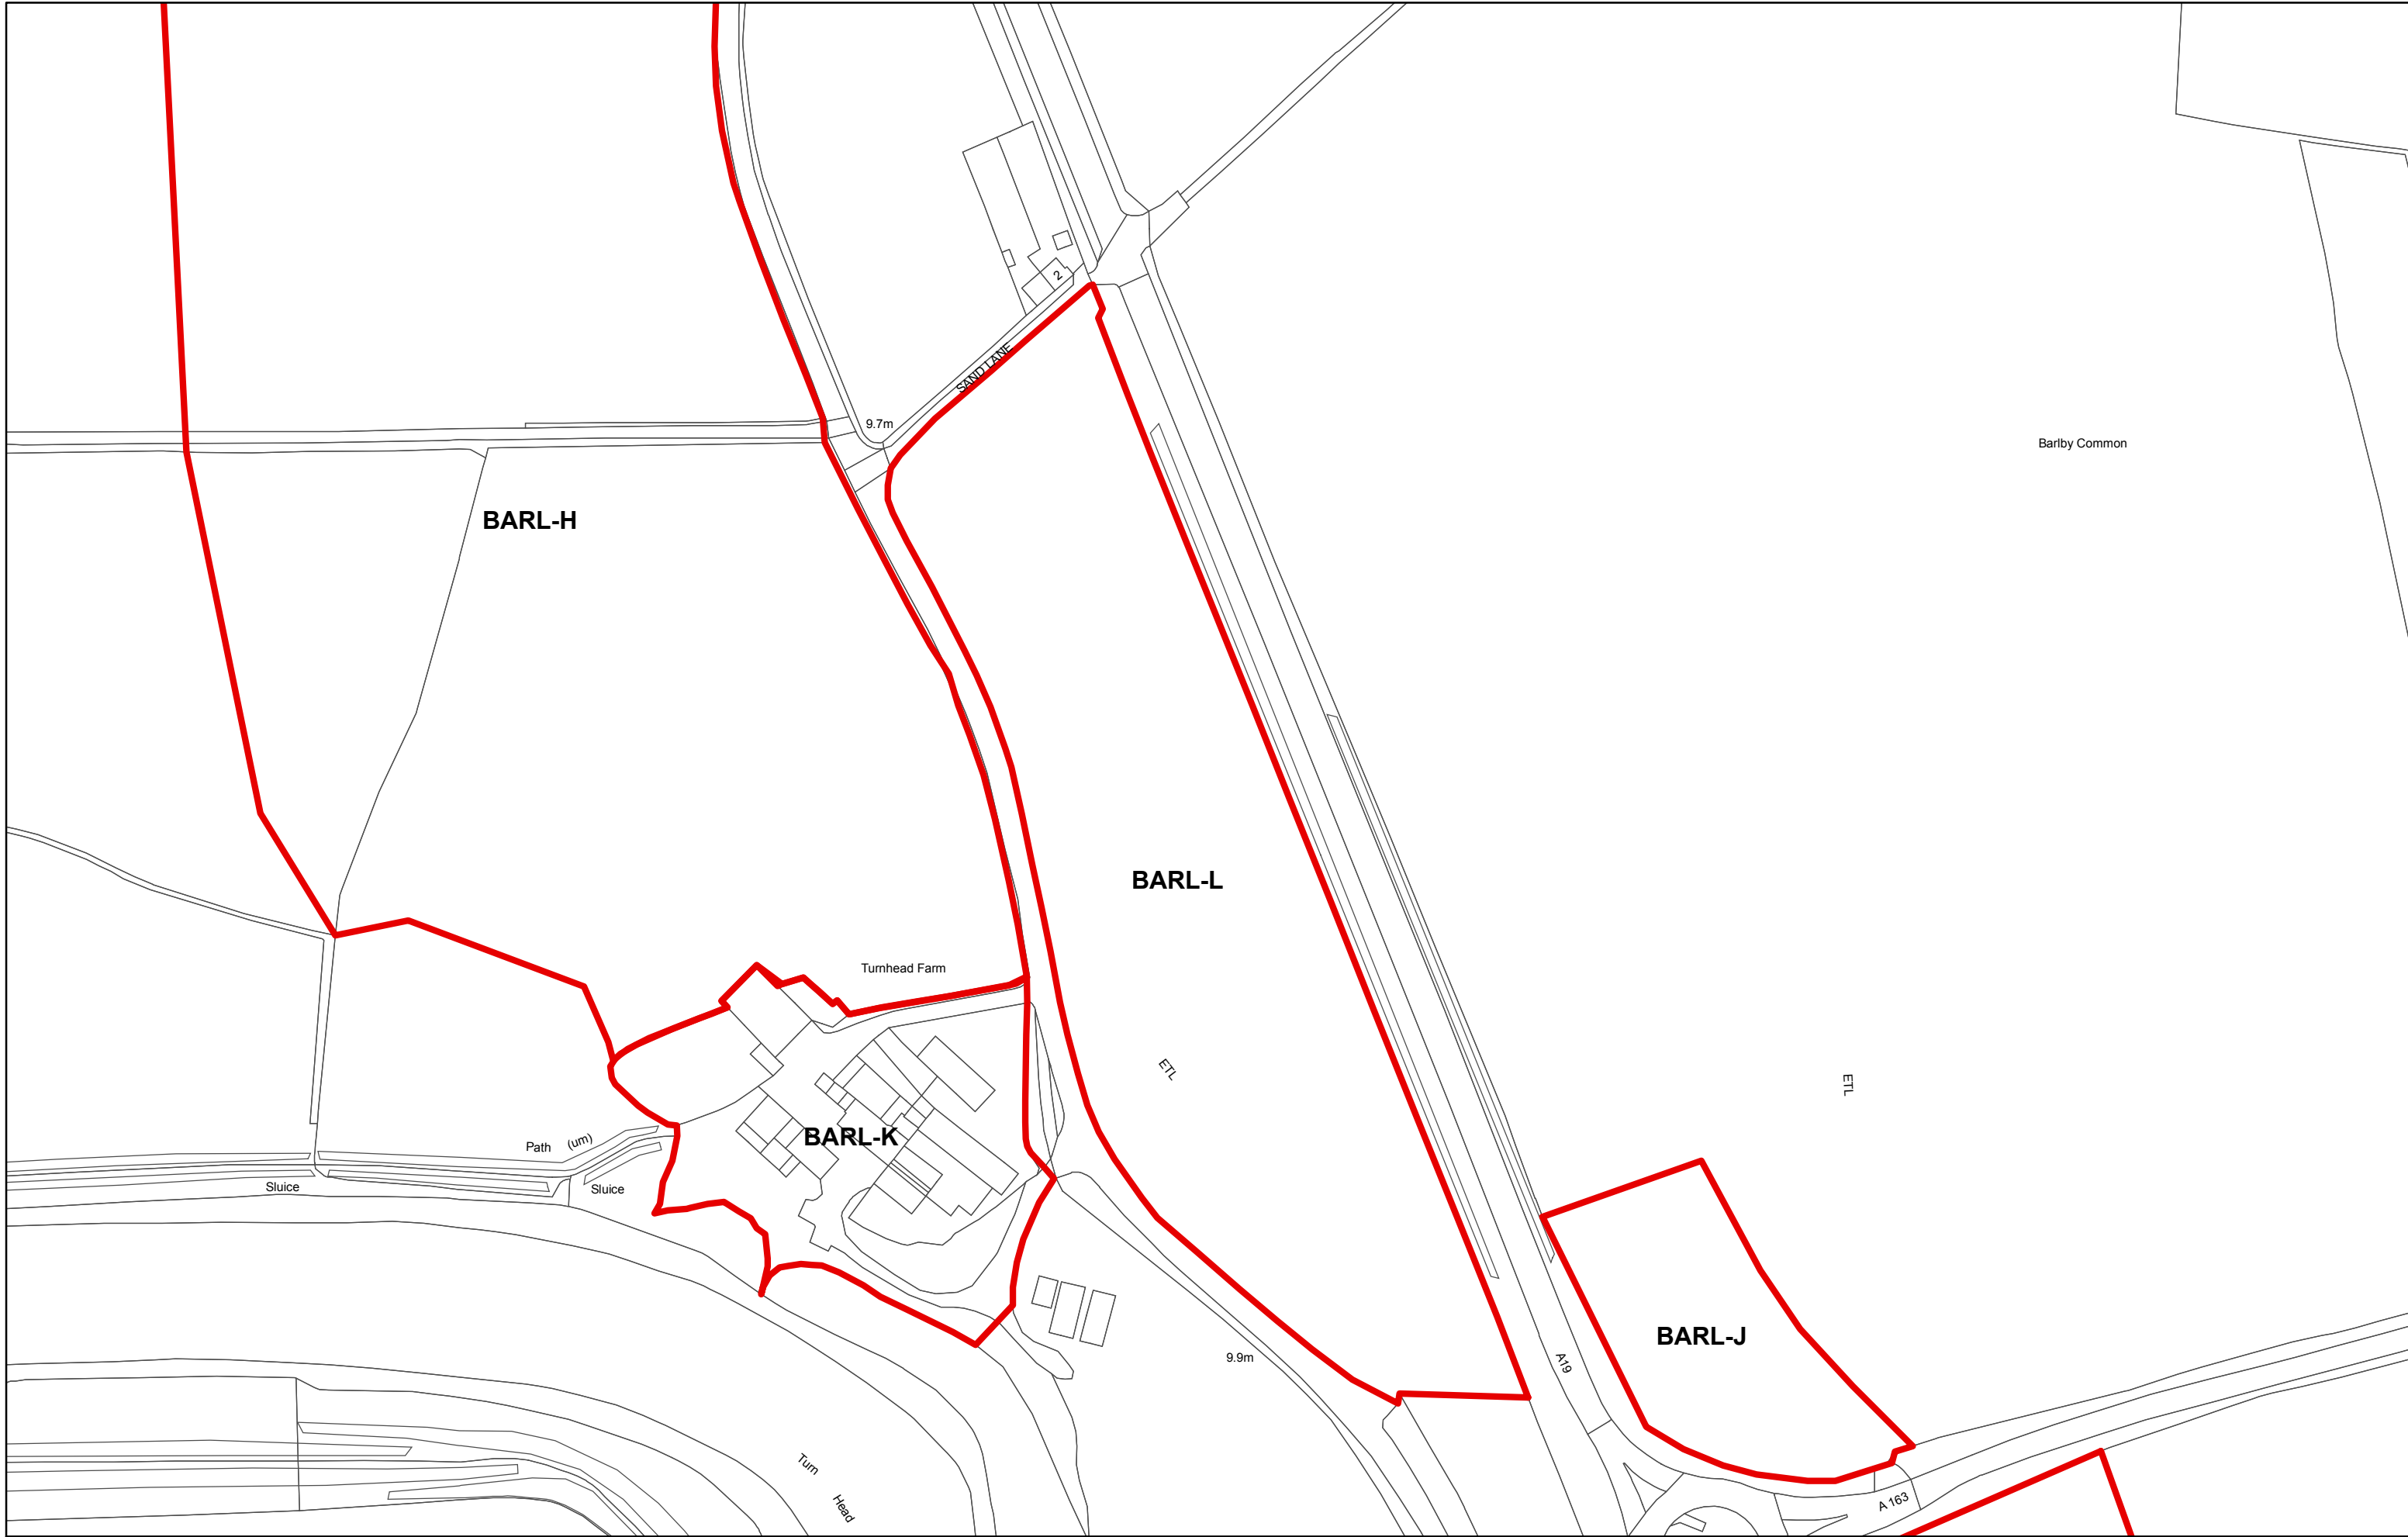 2
SAND LANE
9.7m
Barlby Common
BARL-H
BARL-L
Turnhead Farm
ETL
ETL
BARL-K
Path (um)
Sluice
Sluice
BARL-J
9.9m
A19
Turn
Head
A 163